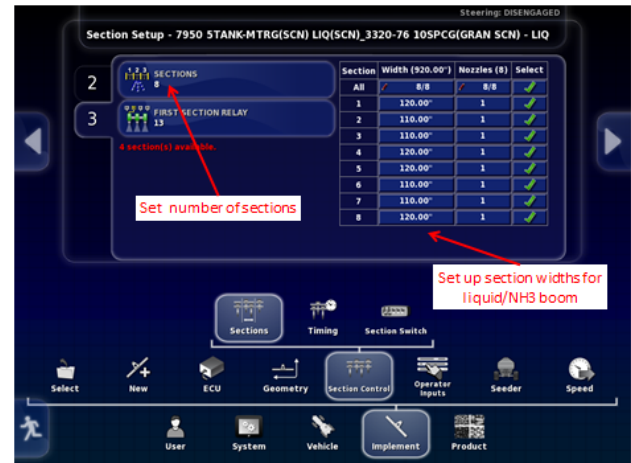 Steering: DISENGAGED
Section Setup - 7950 5TANK-MTRG(SCN) LIQ(SCN)_3320-76 10SPCG(GRAN SCN) - LIQ
2
1 2 3
SECTIONS
8
3
FIRST SECTION RELAY
13
4 section(s) available.
Section Width (920.00") Nozzles (8) Select
All 8/8 8/8
1 120.00" 1
2 110.00" 1
3 110.00" 1
4 120.00" 1
5 120.00" 1
6 110.00" 1
7 110.00" 1
8 120.00" 1
Set number of sections
Set up section widths for
liquid/NH3 boom
Sections Timing Section Switch
Select New ECU Geometry Section Control Operator
Inputs Seeder Speed
User System Vehicle Implement Product